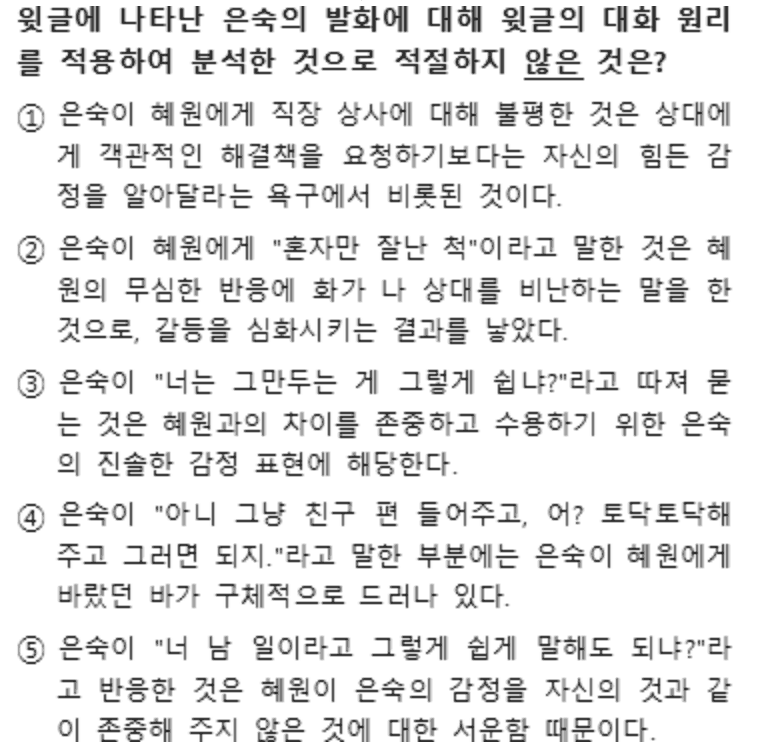 윗글에 나타난 은숙의 발화에 대해 윗글의 대화 원리
를 적용하여 분석한 것으로 적절하지 않은 것은?
① 은숙이 혜원에게 직장 상사에 대해 불평한 것은 상대에
게 객관적인 해결책을 요청하기보다는 자신의 힘든 감
정을 알아달라는 욕구에서 비롯된 것이다.
② 은숙이 혜원에게 "혼자만 잘난 척"이라고 말한 것은 혜
원의 무심한 반응에 화가 나 상대를 비난하는 말을 한
것으로, 갈등을 심화시키는 결과를 낳았다.
③ 은숙이 "너는 그만두는 게 그렇게 쉽냐?"라고 따져 묻
는 것은 혜원과의 차이를 존중하고 수용하기 위한 은숙
의 진솔한 감정 표현에 해당한다.
④ 은숙이 "아니 그냥 친구 편 들어주고, 어? 토닥토닥해
주고 그러면 되지."라고 말한 부분에는 은숙이 혜원에게
바랐던 바가 구체적으로 드러나 있다.
⑤ 은숙이 "너 남 일이라고 그렇게 쉽게 말해도 되냐?"라
고 반응한 것은 혜원이 은숙의 감정을 자신의 것과 같
이 존중해 주지 않은 것에 대한 서운함 때문이다.